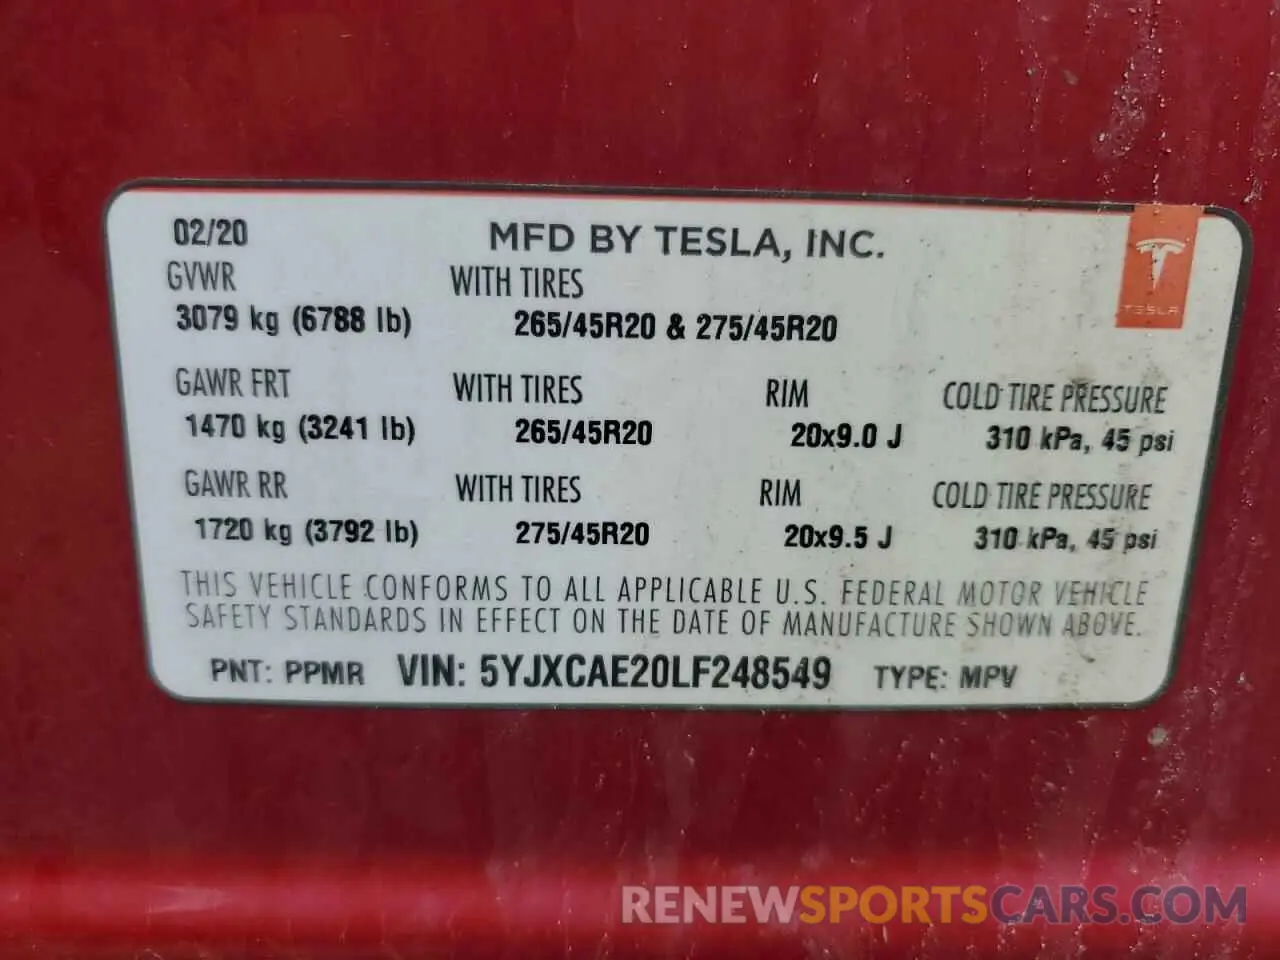 02/20 MFD BY TESLA, INC.
GVWR WITH TIRES
3079 kg (6788 lb) 265/45R20 & 275/45R20
GAWR FRT WITH TIRES RIM COLD TIRE PRESSURE
1470 kg (3241 lb) 265/45R20 20x9.0 J 310 kPa, 45 psi
GAWR RR WITH TIRES RIM COLD TIRE PRESSURE
1720 kg (3792 lb) 275/45R20 20x9.5 J 310 kPa, 45 psi
THIS VEHICLE CONFORMS TO ALL APPLICABLE U.S. FEDERAL MOTOR VEHICLE
SAFETY STANDARDS IN EFFECT ON THE DATE OF MANUFACTURE SHOWN ABOVE.
PNT: PPMR VIN: 5YJXCAE20LF248549 TYPE: MPV
TESLA
RENEWSPORTSCARS.COM